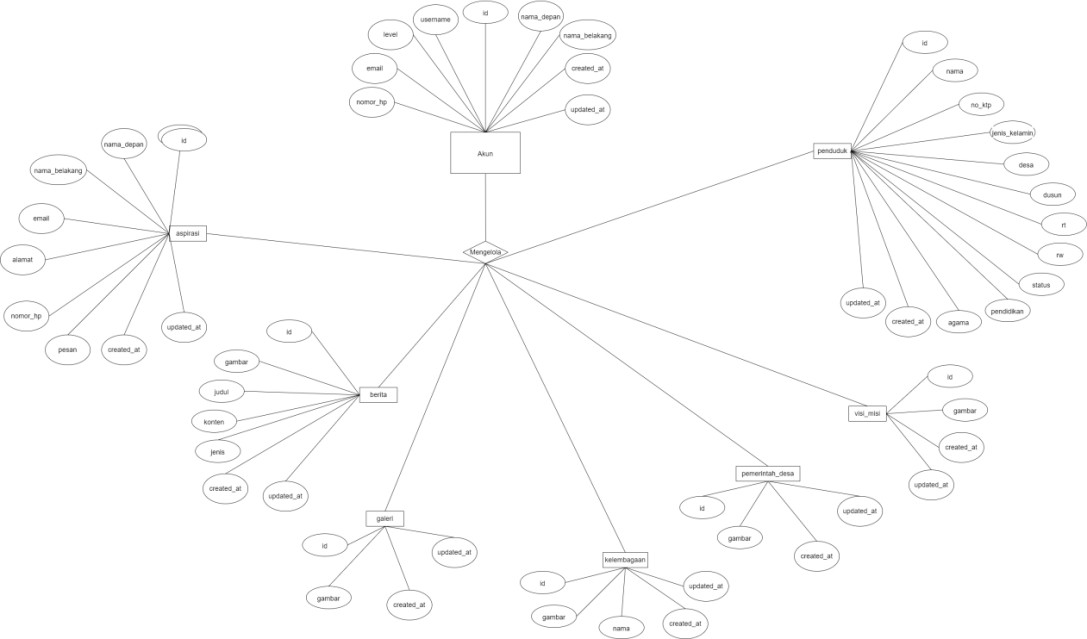 id
username
nama_depan
level
nama_belakang
email
created_at
nomor_hp
updated_at
Akun
Mengelola
id
nama
no_ktp
jenis_kelamin
desa
dusun
rt
rw
status
pendidikan
agama
created_at
updated_at
penduduk
id
nama_depan
nama_belakang
email
alamat
nomor_hp
pesan
created_at
updated_at
aspirasi
id
gambar
judul
konten
jenis
created_at
updated_at
berita
galeri
id
gambar
created_at
updated_at
kelembagaan
id
gambar
nama
created_at
updated_at
pemerintah_desa
id
gambar
created_at
updated_at
visi_misi
id
gambar
created_at
updated_at